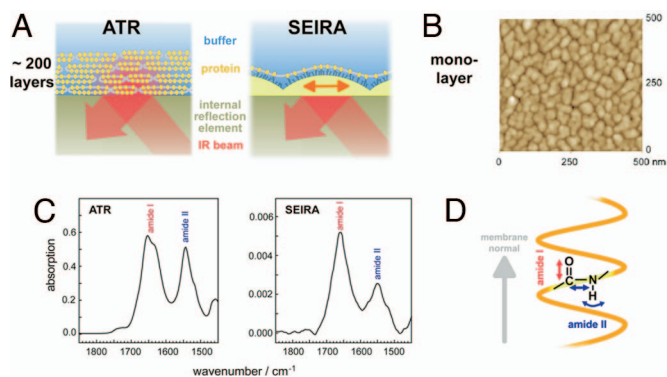 A
ATR
SEIRA
~ 200
layers
buffer
protein
internal
reflection
element
IR beam
B
mono-
layer
500
250
0
0
250
500 nm
C
ATR
amide I
amide II
absorption
0.6
0.4
0.2
0.0
1800
1700
1600
1500
SEIRA
amide I
amide II
0.006
0.004
0.002
0.000
1800
1700
1600
1500
wavenumber / cm⁻¹
D
membrane
normal
amide I
O
C
N
H
amide II